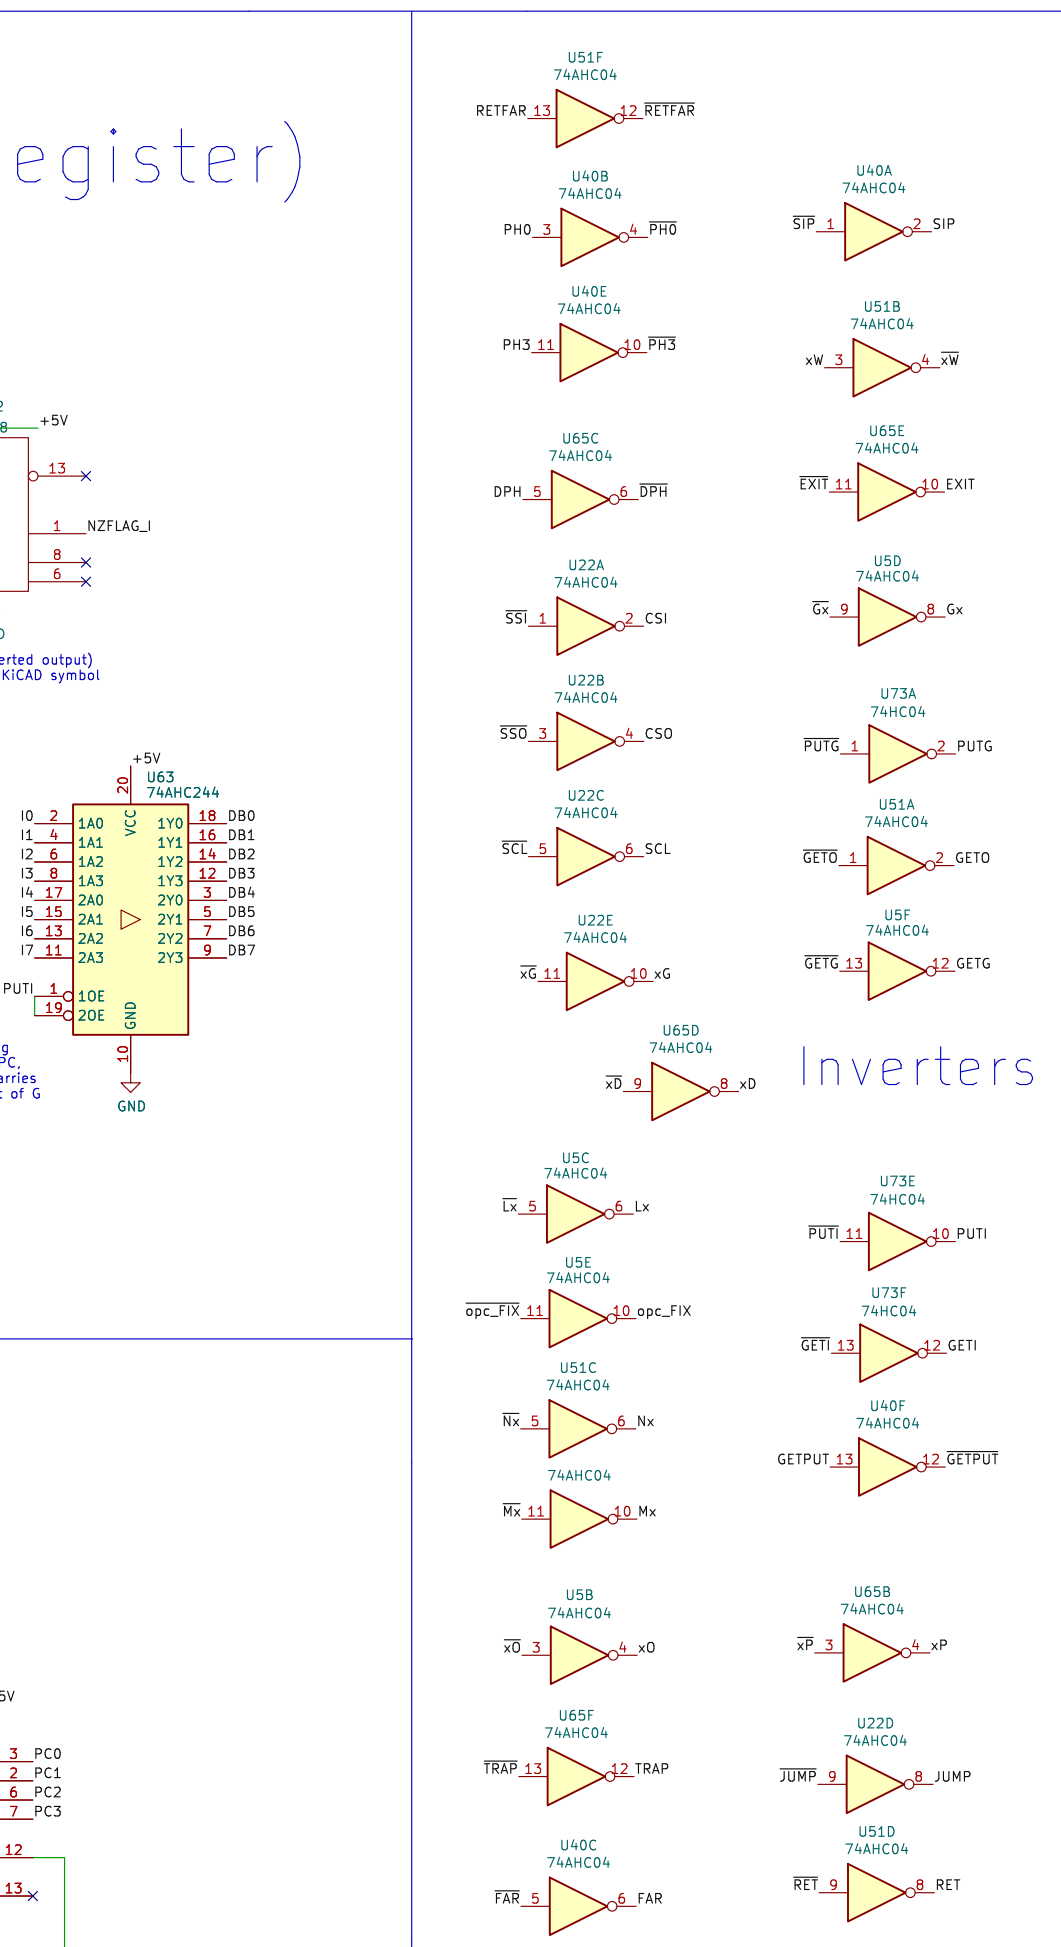 egister)
2
8
+5V
13
1
NZFLAG_I
8
6
erted output)
KiCAD symbol
+5V
20
U63
74AHC244
VCC
I0 2 1A0 1Y0 18 DB0
I1 4 1A1 1Y1 16 DB1
I2 6 1A2 1Y2 14 DB2
I3 8 1A3 1Y3 12 DB3
I4 17 2A0 2Y0 3 DB4
I5 15 2A1 2Y1 5 DB5
I6 13 2A2 2Y2 7 DB6
I7 11 2A3 2Y3 9 DB7
PUTI 1 1OE
19 2OE
GND
10
GND
g
PC,
arries
t of G
5V
3 PC0
2 PC1
6 PC2
7 PC3
12
13
U51F
74AHC04
RETFAR 13 12 RETFAR
U40B
74AHC04
PH0 3 4 PH0
U40E
74AHC04
PH3 11 10 PH3
U65C
74AHC04
DPH 5 6 DPH
U22A
74AHC04
SSI 1 2 CSI
U22B
74AHC04
SSO 3 4 CSO
U22C
74AHC04
SCL 5 6 SCL
U22E
74AHC04
xG 11 10 xG
U65D
74AHC04
xD 9 8 xD
U5C
74AHC04
Lx 5 6 Lx
U5E
74AHC04
opc_FIX 11 10 opc_FIX
U51C
74AHC04
Nx 5 6 Nx
74AHC04
Mx 11 10 Mx
U5B
74AHC04
xO 3 4 xO
U65F
74AHC04
TRAP 13 12 TRAP
U40C
74AHC04
FAR 5 6 FAR
U40A
74AHC04
SIP 1 2 SIP
U51B
74AHC04
xW 3 4 xW
U65E
74AHC04
EXIT 11 10 EXIT
U5D
74AHC04
Gx 9 8 Gx
U73A
74HC04
PUTG 1 2 PUTG
U51A
74AHC04
GETO 1 2 GETO
U5F
74AHC04
GETG 13 12 GETG
Inverters
U73E
74HC04
PUTI 11 10 PUTI
U73F
74HC04
GETI 13 12 GETI
U40F
74AHC04
GETPUT 13 12 GETPUT
U65B
74AHC04
xP 3 4 xP
U22D
74AHC04
JUMP 9 8 JUMP
U51D
74AHC04
RET 9 8 RET